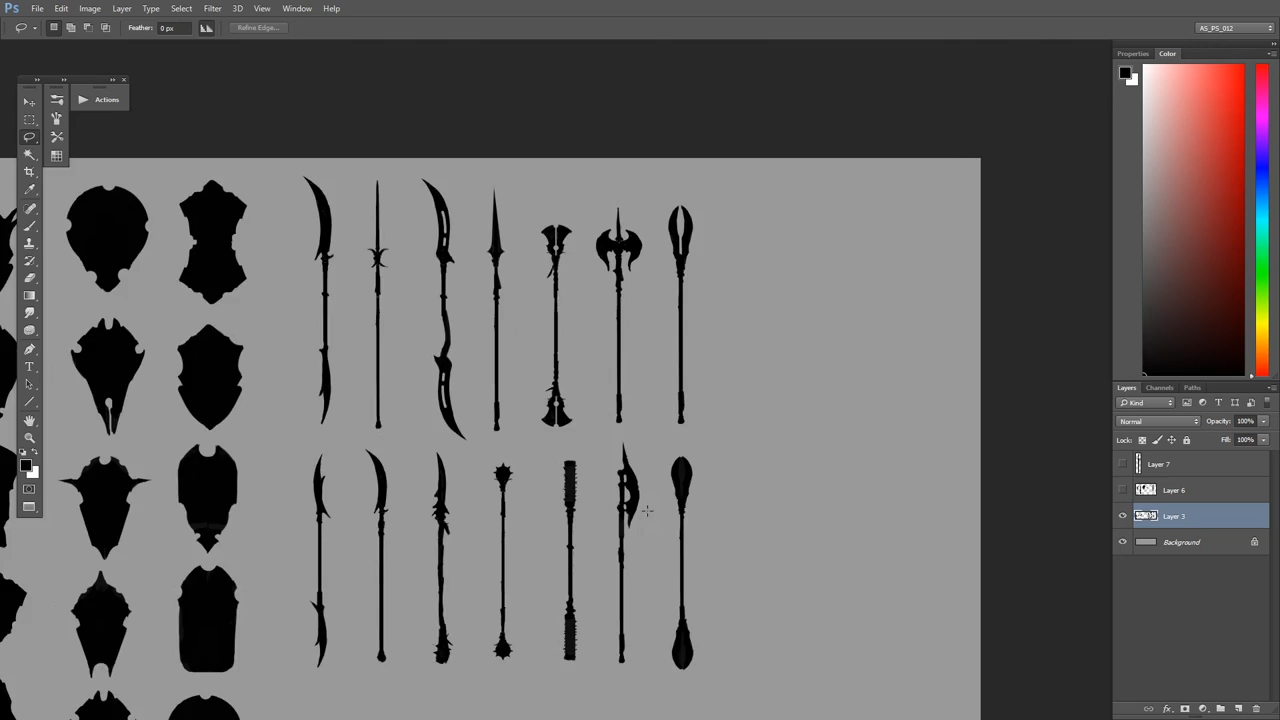 Ps File Edit Image Layer Type Select Filter 3D View Window Help
Feather: 0 px Refine Edge... AS_PS_012
Properties Color
Actions
Layers Channels Paths
Kind
Normal Opacity: 100%
Lock: Fill: 100%
Layer 7
Layer 6
Layer 3
Background